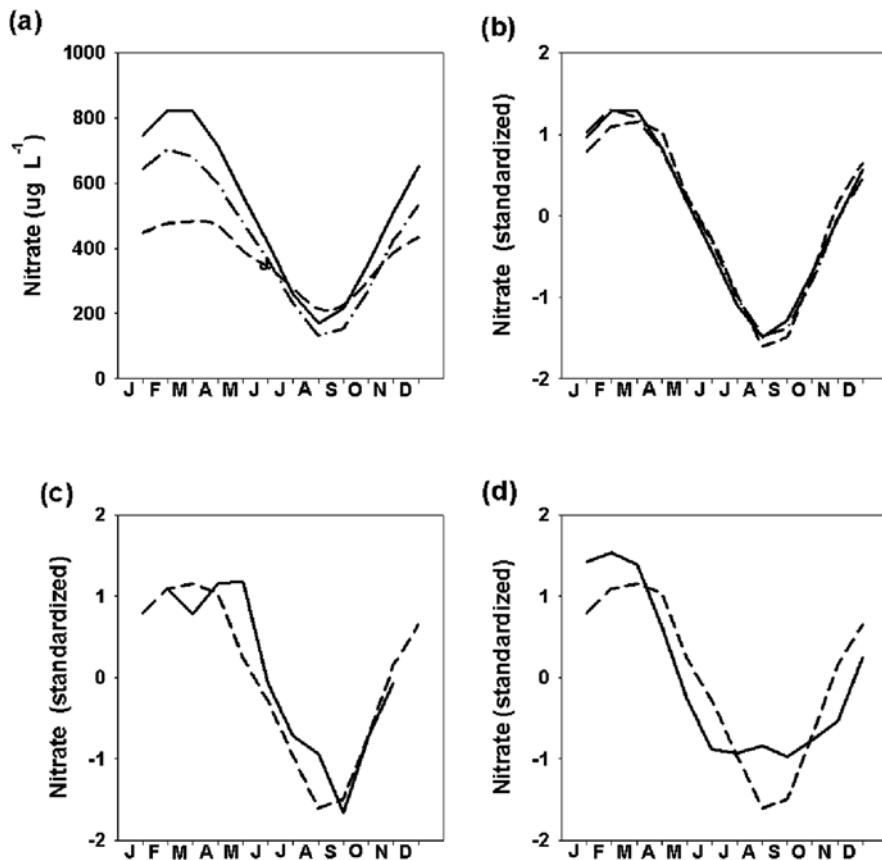 (a)
Nitrate (ug L-1)
1000
800
600
400
200
0
J F M A M J J A S O N D
(b)
Nitrate (standardized)
2
1
0
-1
-2
J F M A M J J A S O N D
(c)
Nitrate (standardized)
2
1
0
-1
-2
J F M A M J J A S O N D
(d)
Nitrate (standardized)
2
1
0
-1
-2
J F M A M J J A S O N D